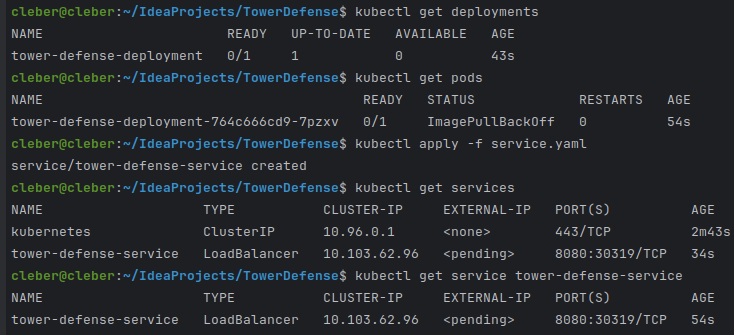 cleber@cleber:~/IdeaProjects/TowerDefense$ kubectl get deployments
NAME READY UP-TO-DATE AVAILABLE AGE
tower-defense-deployment 0/1 1 0 43s
cleber@cleber:~/IdeaProjects/TowerDefense$ kubectl get pods
NAME READY STATUS RESTARTS AGE
tower-defense-deployment-764c666cd9-7pzxv 0/1 ImagePullBackOff 0 54s
cleber@cleber:~/IdeaProjects/TowerDefense$ kubectl apply -f service.yaml
service/tower-defense-service created
cleber@cleber:~/IdeaProjects/TowerDefense$ kubectl get services
NAME TYPE CLUSTER-IP EXTERNAL-IP PORT(S) AGE
kubernetes ClusterIP 10.96.0.1 <none> 443/TCP 2m43s
tower-defense-service LoadBalancer 10.103.62.96 <pending> 8080:30319/TCP 34s
cleber@cleber:~/IdeaProjects/TowerDefense$ kubectl get service tower-defense-service
NAME TYPE CLUSTER-IP EXTERNAL-IP PORT(S) AGE
tower-defense-service LoadBalancer 10.103.62.96 <pending> 8080:30319/TCP 54s